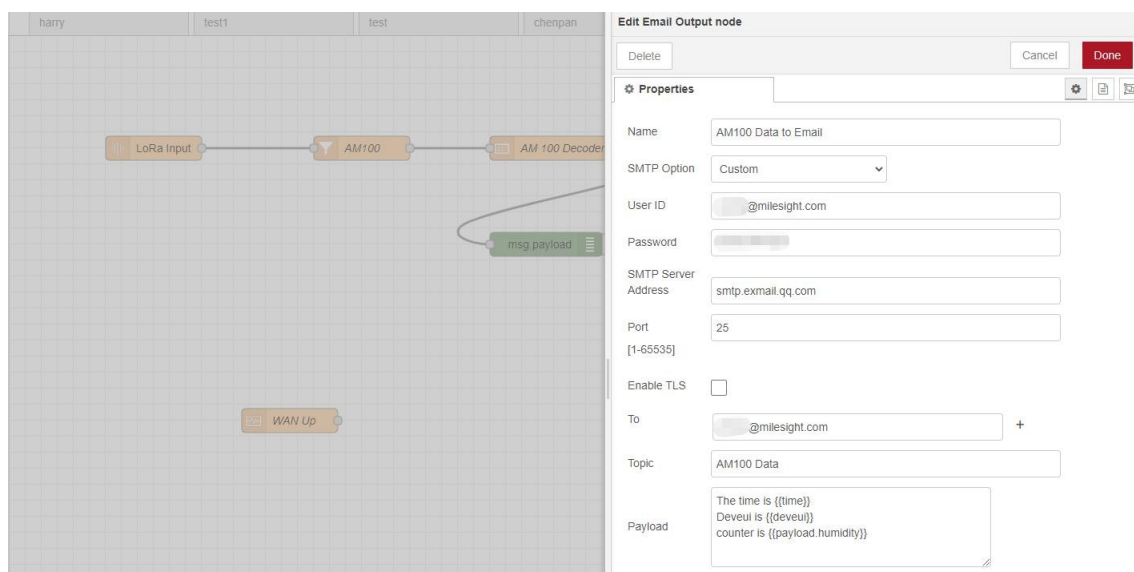 harry
test1
test
chenpan
LoRa Input
AM100
AM 100 Decoder
msg.payload
WAN Up
Edit Email Output node
Delete
Cancel
Done
Properties
Name
AM100 Data to Email
SMTP Option
Custom
User ID
@milesight.com
Password
SMTP Server
Address
smtp.exmail.qq.com
Port
25
[1-65535]
Enable TLS
To
@milesight.com
+
Topic
AM100 Data
Payload
The time is {{time}}
Deveui is {{deveui}}
counter is {{payload.humidity}}